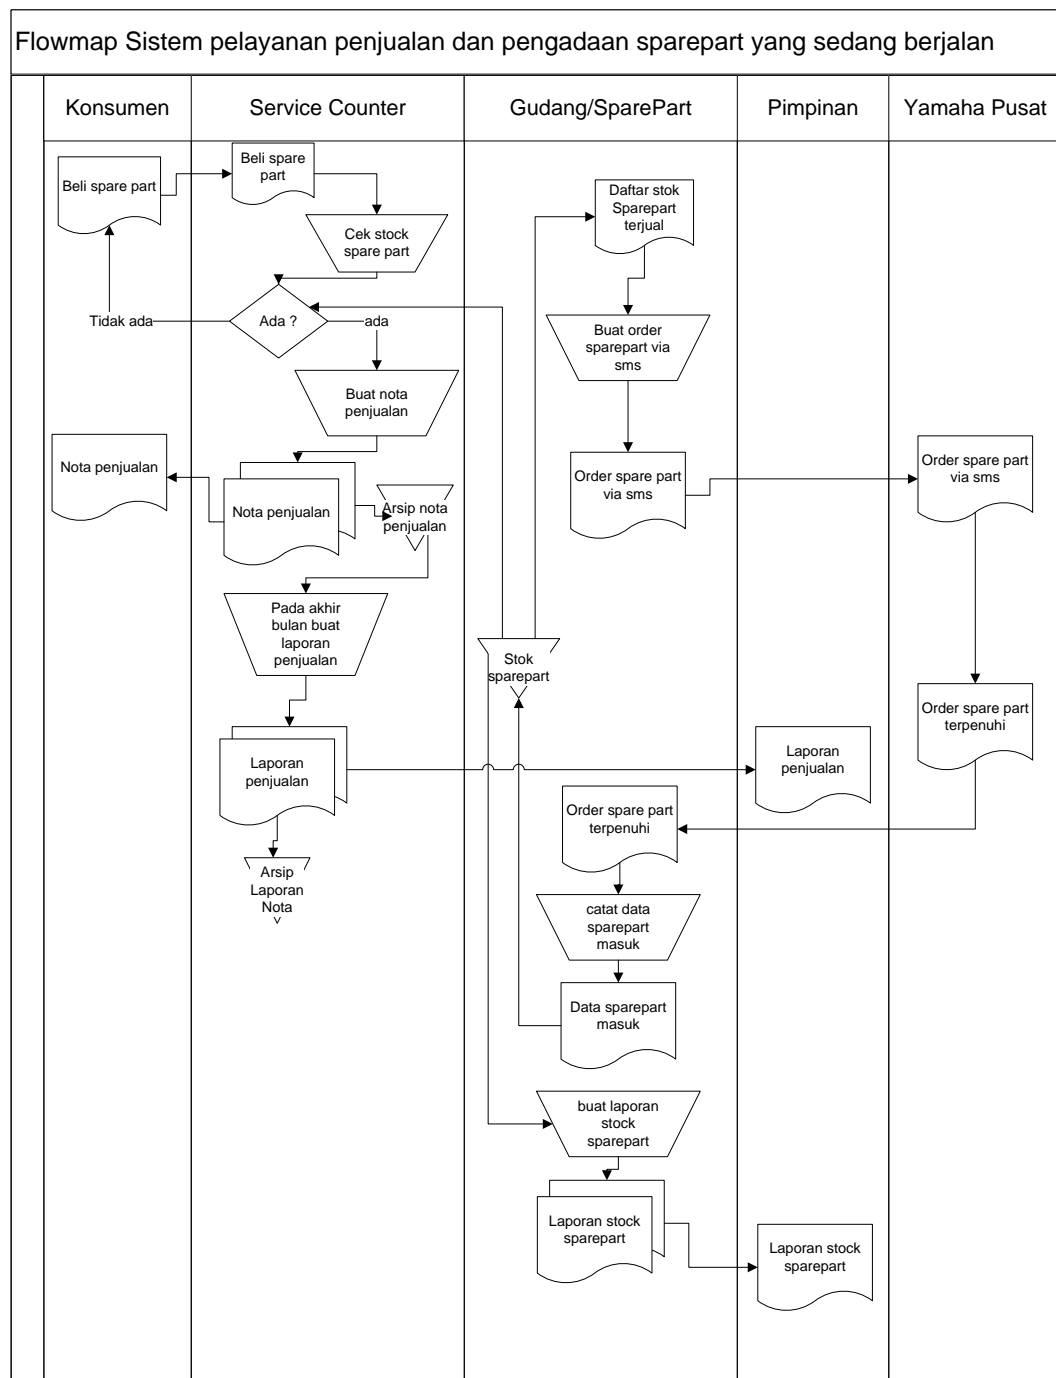 Flowmap Sistem pelayanan penjualan dan pengadaan sparepart yang sedang berjalan
Konsumen
Service Counter
Gudang/SparePart
Pimpinan
Yamaha Pusat
Beli spare part
Beli spare
part
Cek stock
spare part
Daftar stok
Sparepart
terjual
Tidak ada
Ada ?
ada
Buat order
sparepart via
sms
Buat nota
penjualan
Nota penjualan
Nota penjualan
Arsip nota
penjualan
Order spare part
via sms
Order spare part
via sms
Pada akhir
bulan buat
laporan
penjualan
Stok
sparepart
Order spare part
terpenuhi
Laporan
penjualan
Laporan
penjualan
Order spare part
terpenuhi
Arsip
Laporan
Nota
catat data
sparepart
masuk
Data sparepart
masuk
buat laporan
stock
sparepart
Laporan stock
sparepart
Laporan stock
sparepart